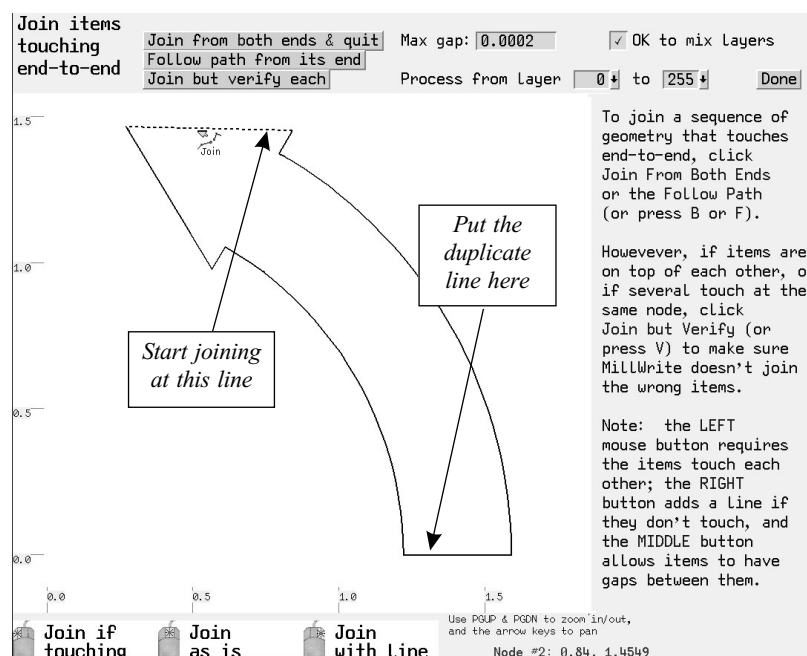 Join items
touching
end-to-end
Join from both ends & quit
Follow path from its end
Join but verify each
Max gap: 0.0002
✓ OK to mix Layers
Process from Layer 0 to 255
Done
1.5
1.0
0.5
0.0
0.0 0.5 1.0 1.5
Join
Put the
duplicate
line here
Start joining
at this line
To join a sequence of
geometry that touches
end-to-end, click
Join From Both Ends
or the Follow Path
(or press B or F).
Howevever, if items are
on top of each other, o
if several touch at the
same node, click
Join but Verify (or
press V) to make sure
MillWrite doesn't join
the wrong items.
Note: the LEFT
mouse button requires
the items touch each
other; the RIGHT
button adds a line if
they don't touch, and
the MIDDLE button
allows items to have
gaps between them.
Join if
touching
Join
as is
Join
with line
Use PGUP & PGDN to zoom in/out,
and the arrow keys to pan
Node #2: 0.84, 1.4549